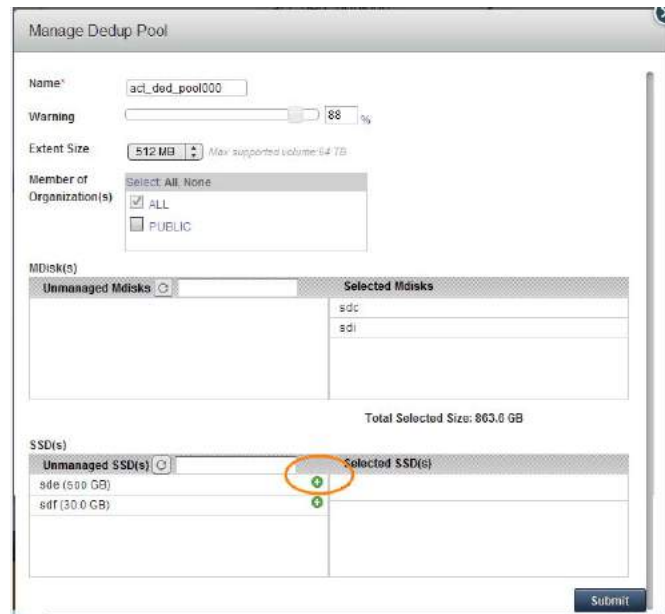 Manage Dedup Pool
Name*
act_ded_pool000
Warning
88 %
Extent Size
512 MB Max supported volume:64 TB
Member of Organization(s)
Select: All, None
ALL
PUBLIC
MDisk(s)
Unmanaged Mdisks Selected Mdisks
sdc
sdi
Total Selected Size: 863.8 GB
SSD(s)
Unmanaged SSD(s) Selected SSD(s)
sde (500 GB)
sdf (30.0 GB)
Submit